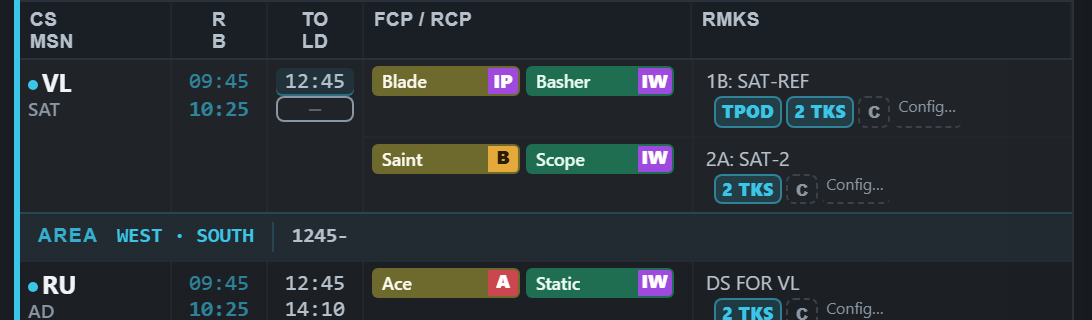 CS R TO FCP / RCP RMKS
MSN B LD
VL 09:45 12:45 Blade IP Basher IW 1B: SAT-REF
SAT 10:25 — TPOD 2 TKS C Config...
Saint B Scope IW 2A: SAT-2
2 TKS C Config...
AREA WEST · SOUTH 1245-
RU 09:45 12:45 Ace A Static IW DS FOR VL
AD 10:25 14:10 2 TKS C Config...